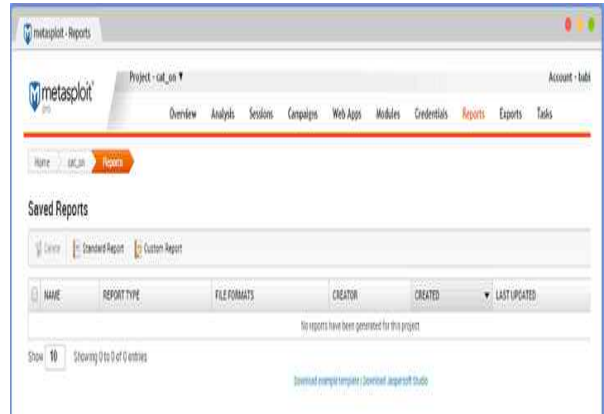 metasploit - Reports
Project - cat_on ▼
Account - babi
metasploit
pro
Overview Analysis Sessions Campaigns Web Apps Modules Credentials Reports Exports Tasks
Home cat_on Reports
Saved Reports
Delete Standard Report Custom Report
NAME REPORT TYPE FILE FORMATS CREATOR CREATED ▼ LAST UPDATED
No reports have been generated for this project
Show 10 Showing 0 to 0 of 0 entries
Download example template | Download Jaspersoft Studio